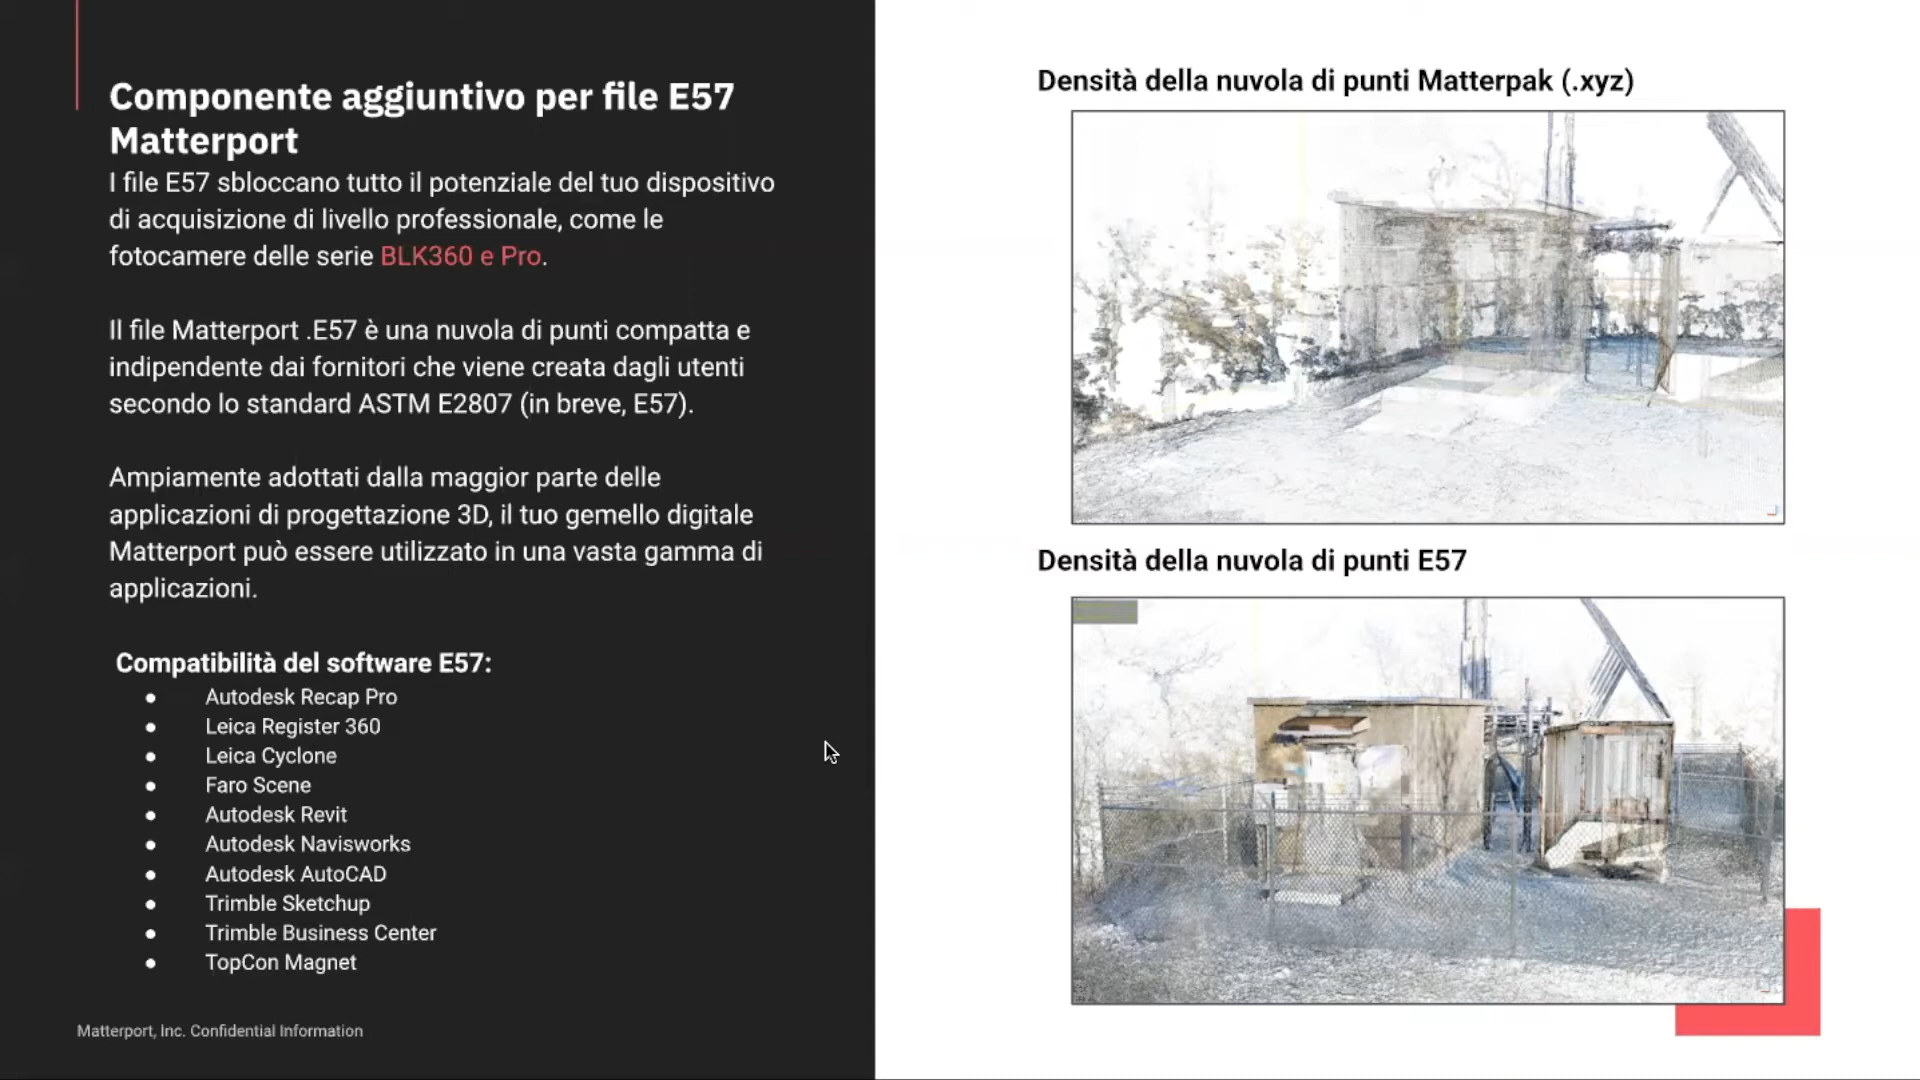 Componente aggiuntivo per file E57
Matterport
I file E57 sbloccano tutto il potenziale del tuo dispositivo
di acquisizione di livello professionale, come le
fotocamere delle serie BLK360 e Pro.
Il file Matterport .E57 è una nuvola di punti compatta e
indipendente dai fornitori che viene creata dagli utenti
secondo lo standard ASTM E2807 (in breve, E57).
Ampiamente adottati dalla maggior parte delle
applicazioni di progettazione 3D, il tuo gemello digitale
Matterport può essere utilizzato in una vasta gamma di
applicazioni.
Compatibilità del software E57:
● Autodesk Recap Pro
● Leica Register 360
● Leica Cyclone
● Faro Scene
● Autodesk Revit
● Autodesk Navisworks
● Autodesk AutoCAD
● Trimble Sketchup
● Trimble Business Center
● TopCon Magnet
Matterport, Inc. Confidential Information
Densità della nuvola di punti Matterpak (.xyz)
Densità della nuvola di punti E57